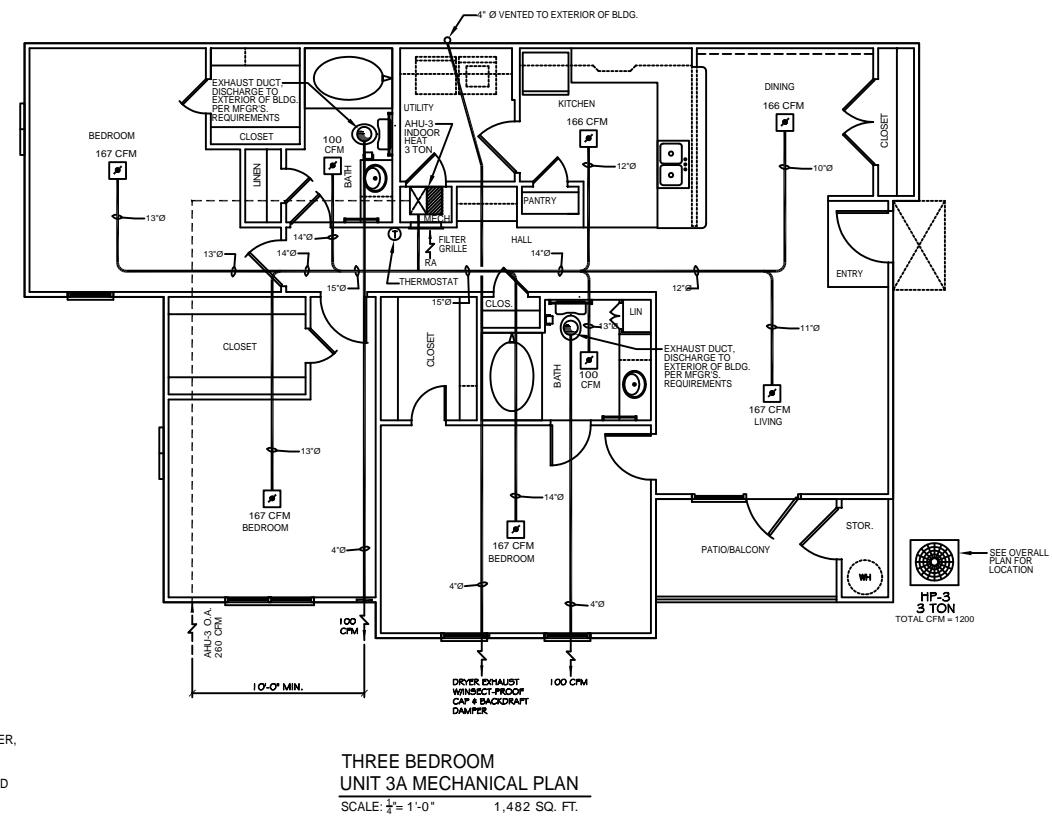 4" Ø VENTED TO EXTERIOR OF BLDG.
EXHAUST DUCT,
DISCHARGE TO
EXTERIOR OF BLDG.
PER MFGR'S.
REQUIREMENTS
CLOSET
BEDROOM
167 CFM
13"Ø
LINEN
100
CFM
BATH
14"Ø
UTILITY
AHU-3
INDOOR
HEAT
3 TON
MECH
FILTER
GRILLE
RA
T
THERMOSTAT
KITCHEN
166 CFM
12"Ø
PANTRY
HALL
DINING
166 CFM
10"Ø
CLOSET
ENTRY
13"Ø
14"Ø
15"Ø
15"Ø
14"Ø
12"Ø
CLOSET
CLOSET
CLOS.
LIN
13"Ø
BATH
100
CFM
EXHAUST DUCT,
DISCHARGE TO
EXTERIOR OF BLDG.
PER MFGR'S.
REQUIREMENTS
11"Ø
167 CFM
LIVING
13"Ø
167 CFM
BEDROOM
14"Ø
167 CFM
BEDROOM
4"Ø
4"Ø
4"Ø
PATIO/BALCONY
STOR.
WH
SEE OVERALL
PLAN FOR
LOCATION
HP-3
3 TON
TOTAL CFM = 1200
AHU-3 O.A.
260 CFM
100
CFM
10'-0" MIN.
DRYER EXHAUST
W/INSECT-PROOF
CAP & BACKDRAFT
DAMPER
100 CFM
ER,
D
THREE BEDROOM
UNIT 3A MECHANICAL PLAN
SCALE: 1/4"= 1'-0" 1,482 SQ. FT.